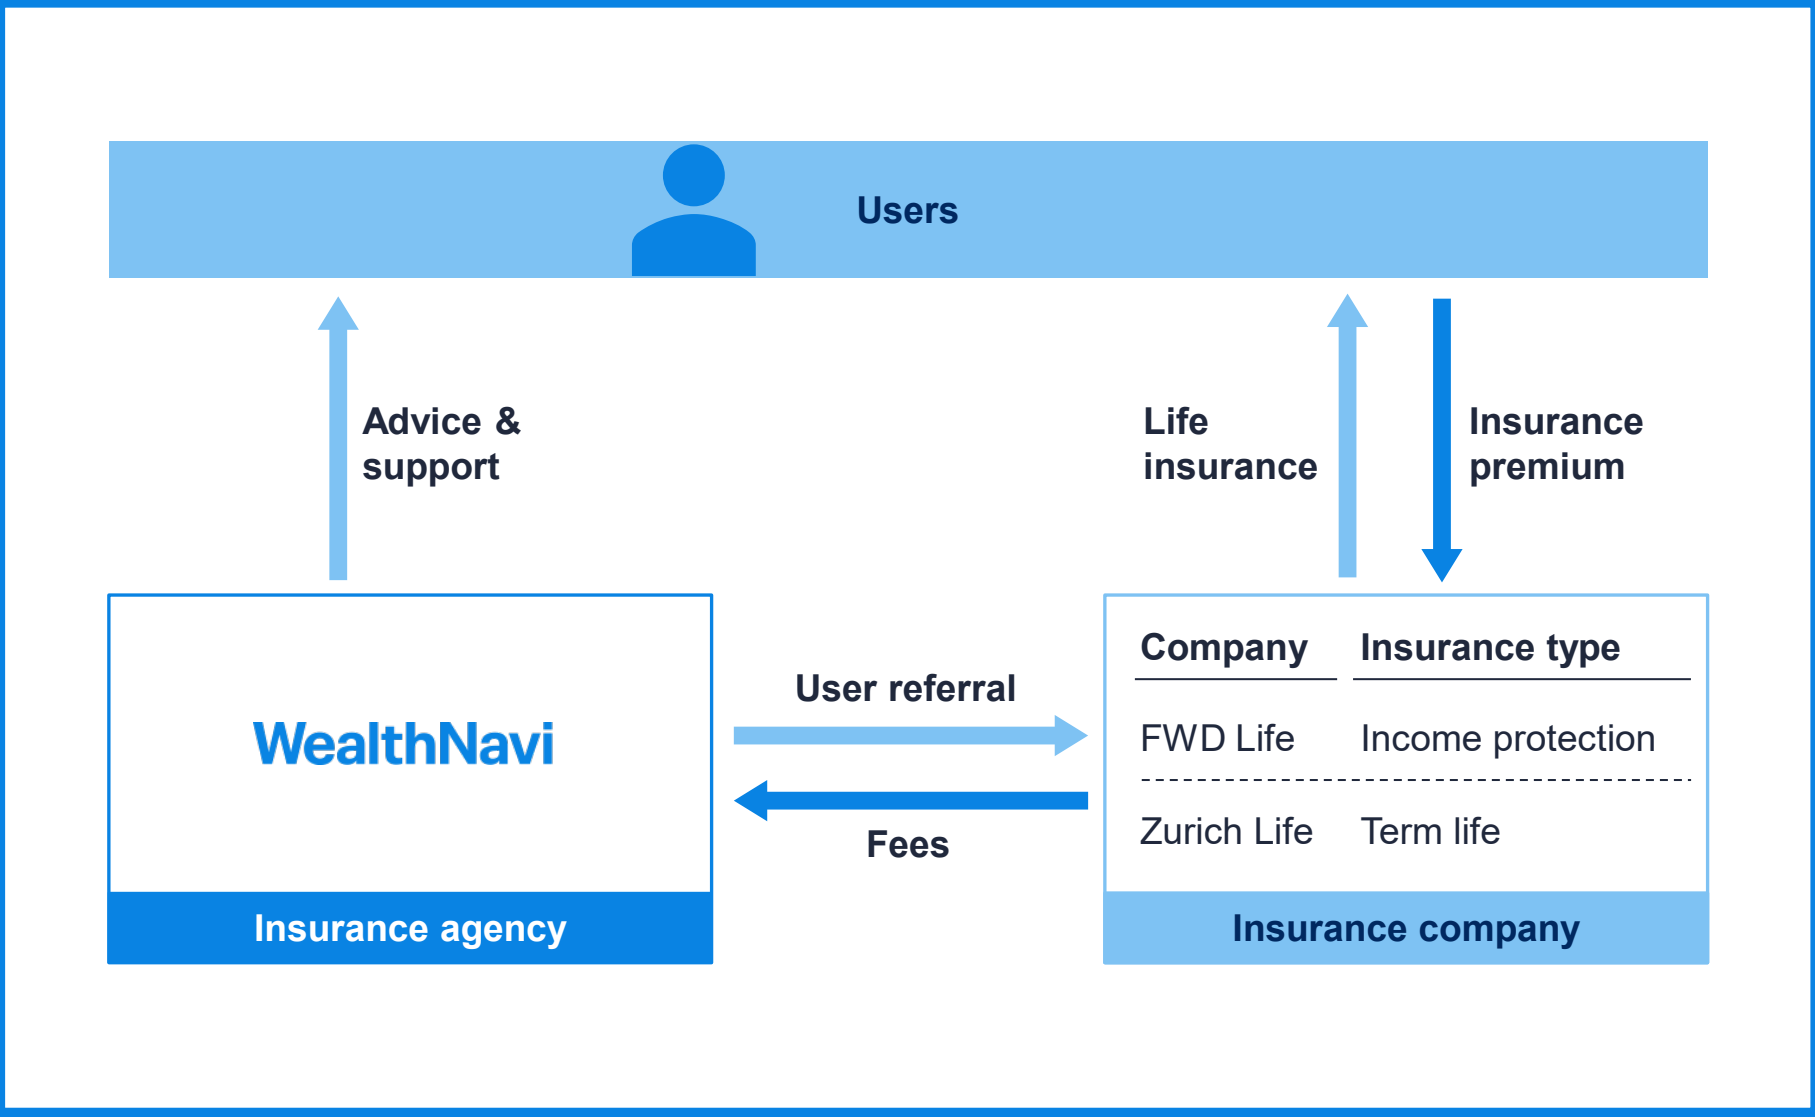 Users
Advice &
support
Life
insurance
Insurance
premium
WealthNavi
Insurance agency
User referral
Fees
Company Insurance type
FWD Life Income protection
Zurich Life Term life
Insurance company